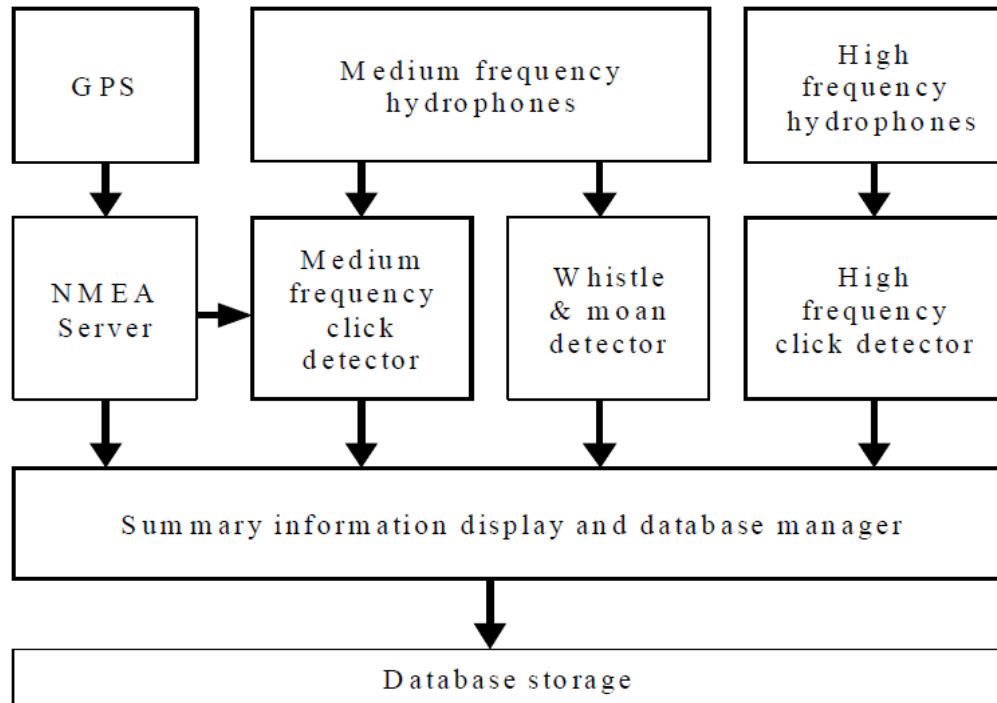 GPS
Medium frequency
hydrophones
High
frequency
hydrophones
NMEA
Server
Medium
frequency
click
detector
Whistle
& moan
detector
High
frequency
click detector
Summary information display and database manager
Database storage